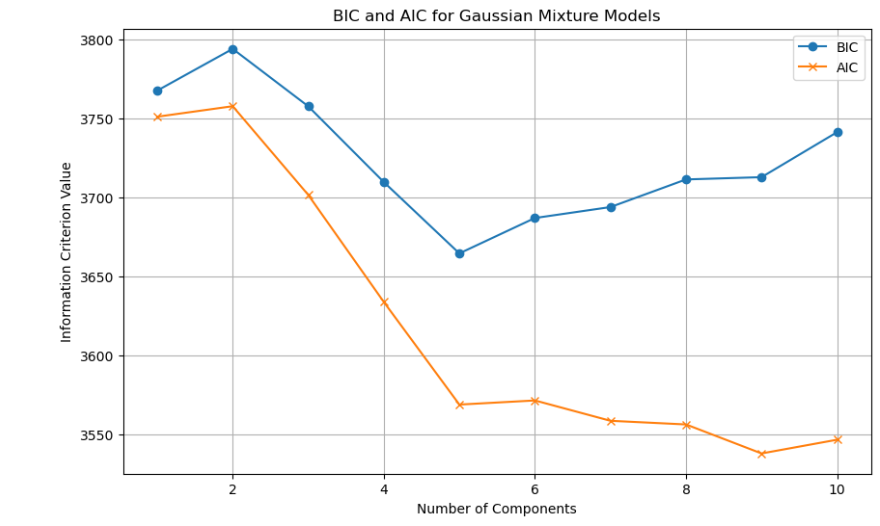 BIC and AIC for Gaussian Mixture Models
BIC
AIC
Information Criterion Value
3800
3750
3700
3650
3600
3550
2 4 6 8 10
Number of Components